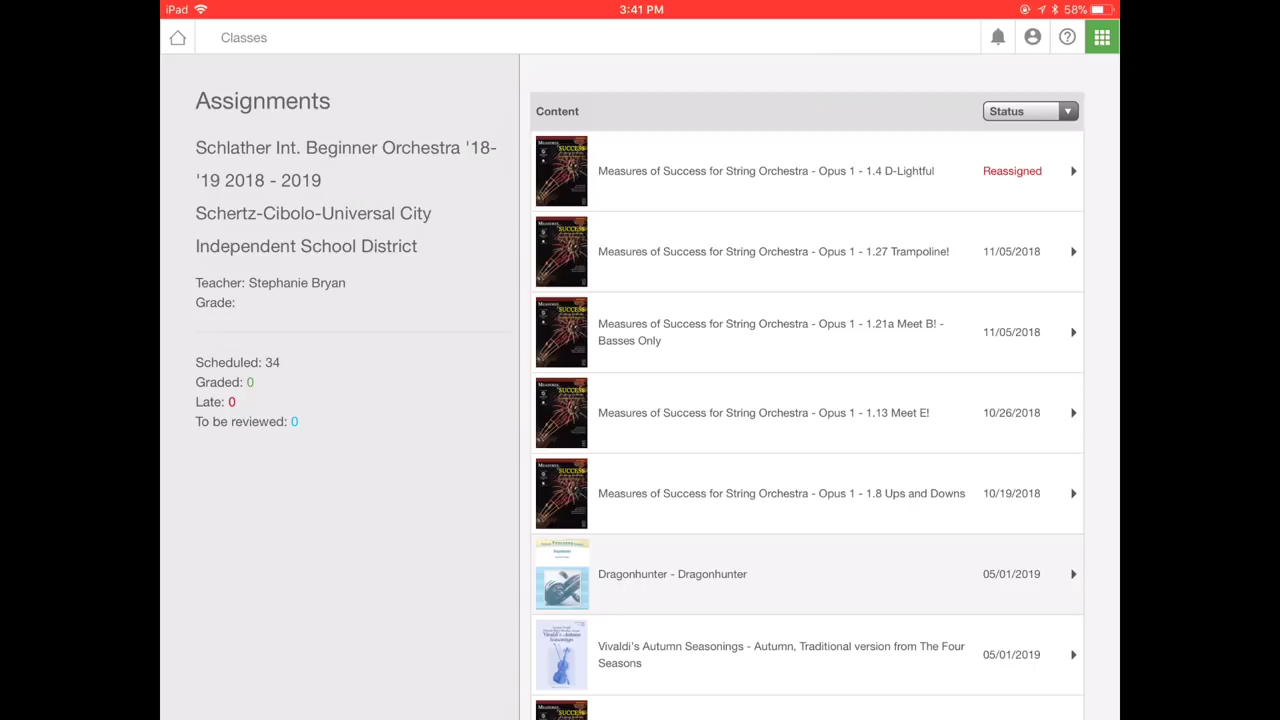 iPad 3:41 PM 58%
Classes
Assignments
Schlather Int. Beginner Orchestra '18-
'19 2018 - 2019
Schertz-Cibolo-Universal City
Independent School District
Teacher: Stephanie Bryan
Grade:
Scheduled: 34
Graded: 0
Late: 0
To be reviewed: 0
Content Status
Measures of Success for String Orchestra - Opus 1 - 1.4 D-Lightful Reassigned
Measures of Success for String Orchestra - Opus 1 - 1.27 Trampoline! 11/05/2018
Measures of Success for String Orchestra - Opus 1 - 1.21a Meet B! -
Basses Only 11/05/2018
Measures of Success for String Orchestra - Opus 1 - 1.13 Meet E! 10/26/2018
Measures of Success for String Orchestra - Opus 1 - 1.8 Ups and Downs 10/19/2018
Dragonhunter - Dragonhunter 05/01/2019
Vivaldi's Autumn Seasonings - Autumn, Traditional version from The Four
Seasons 05/01/2019